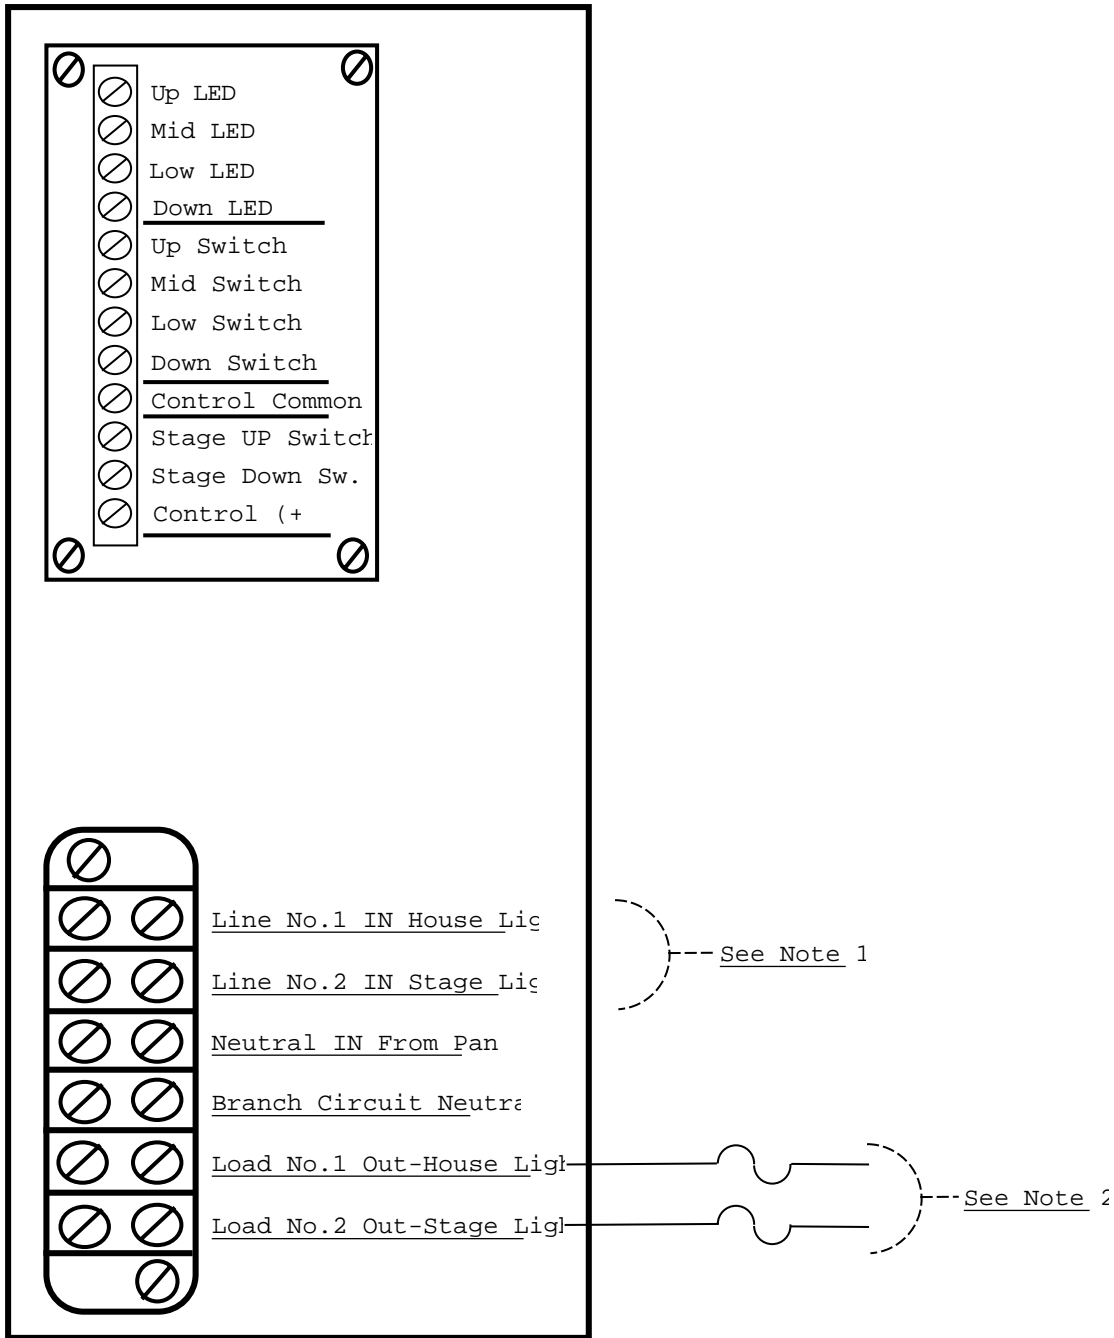 Up LED
Mid LED
Low LED
Down LED
Up Switch
Mid Switch
Low Switch
Down Switch
Control Common
Stage UP Switch
Stage Down Sw.
Control (+
Line No.1 IN House Lig
See Note 1
Line No.2 IN Stage Lig
Neutral IN From Pan
Branch Circuit Neutra
Load No.1 Out-House Ligh
See Note 2
Load No.2 Out-Stage Lig